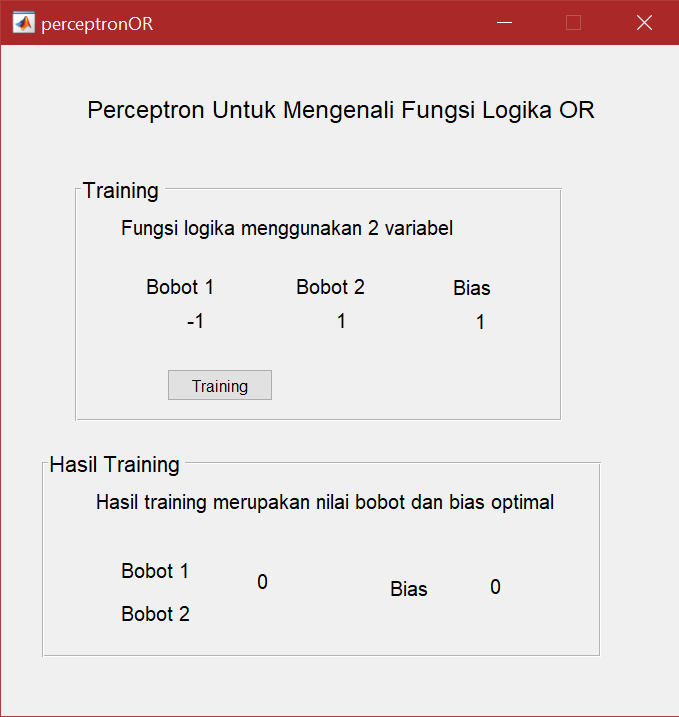 perceptronOR
Perceptron Untuk Mengenali Fungsi Logika OR
Training
Fungsi logika menggunakan 2 variabel
Bobot 1 Bobot 2 Bias
-1 1 1
Training
Hasil Training
Hasil training merupakan nilai bobot dan bias optimal
Bobot 1 0 Bias 0
Bobot 2